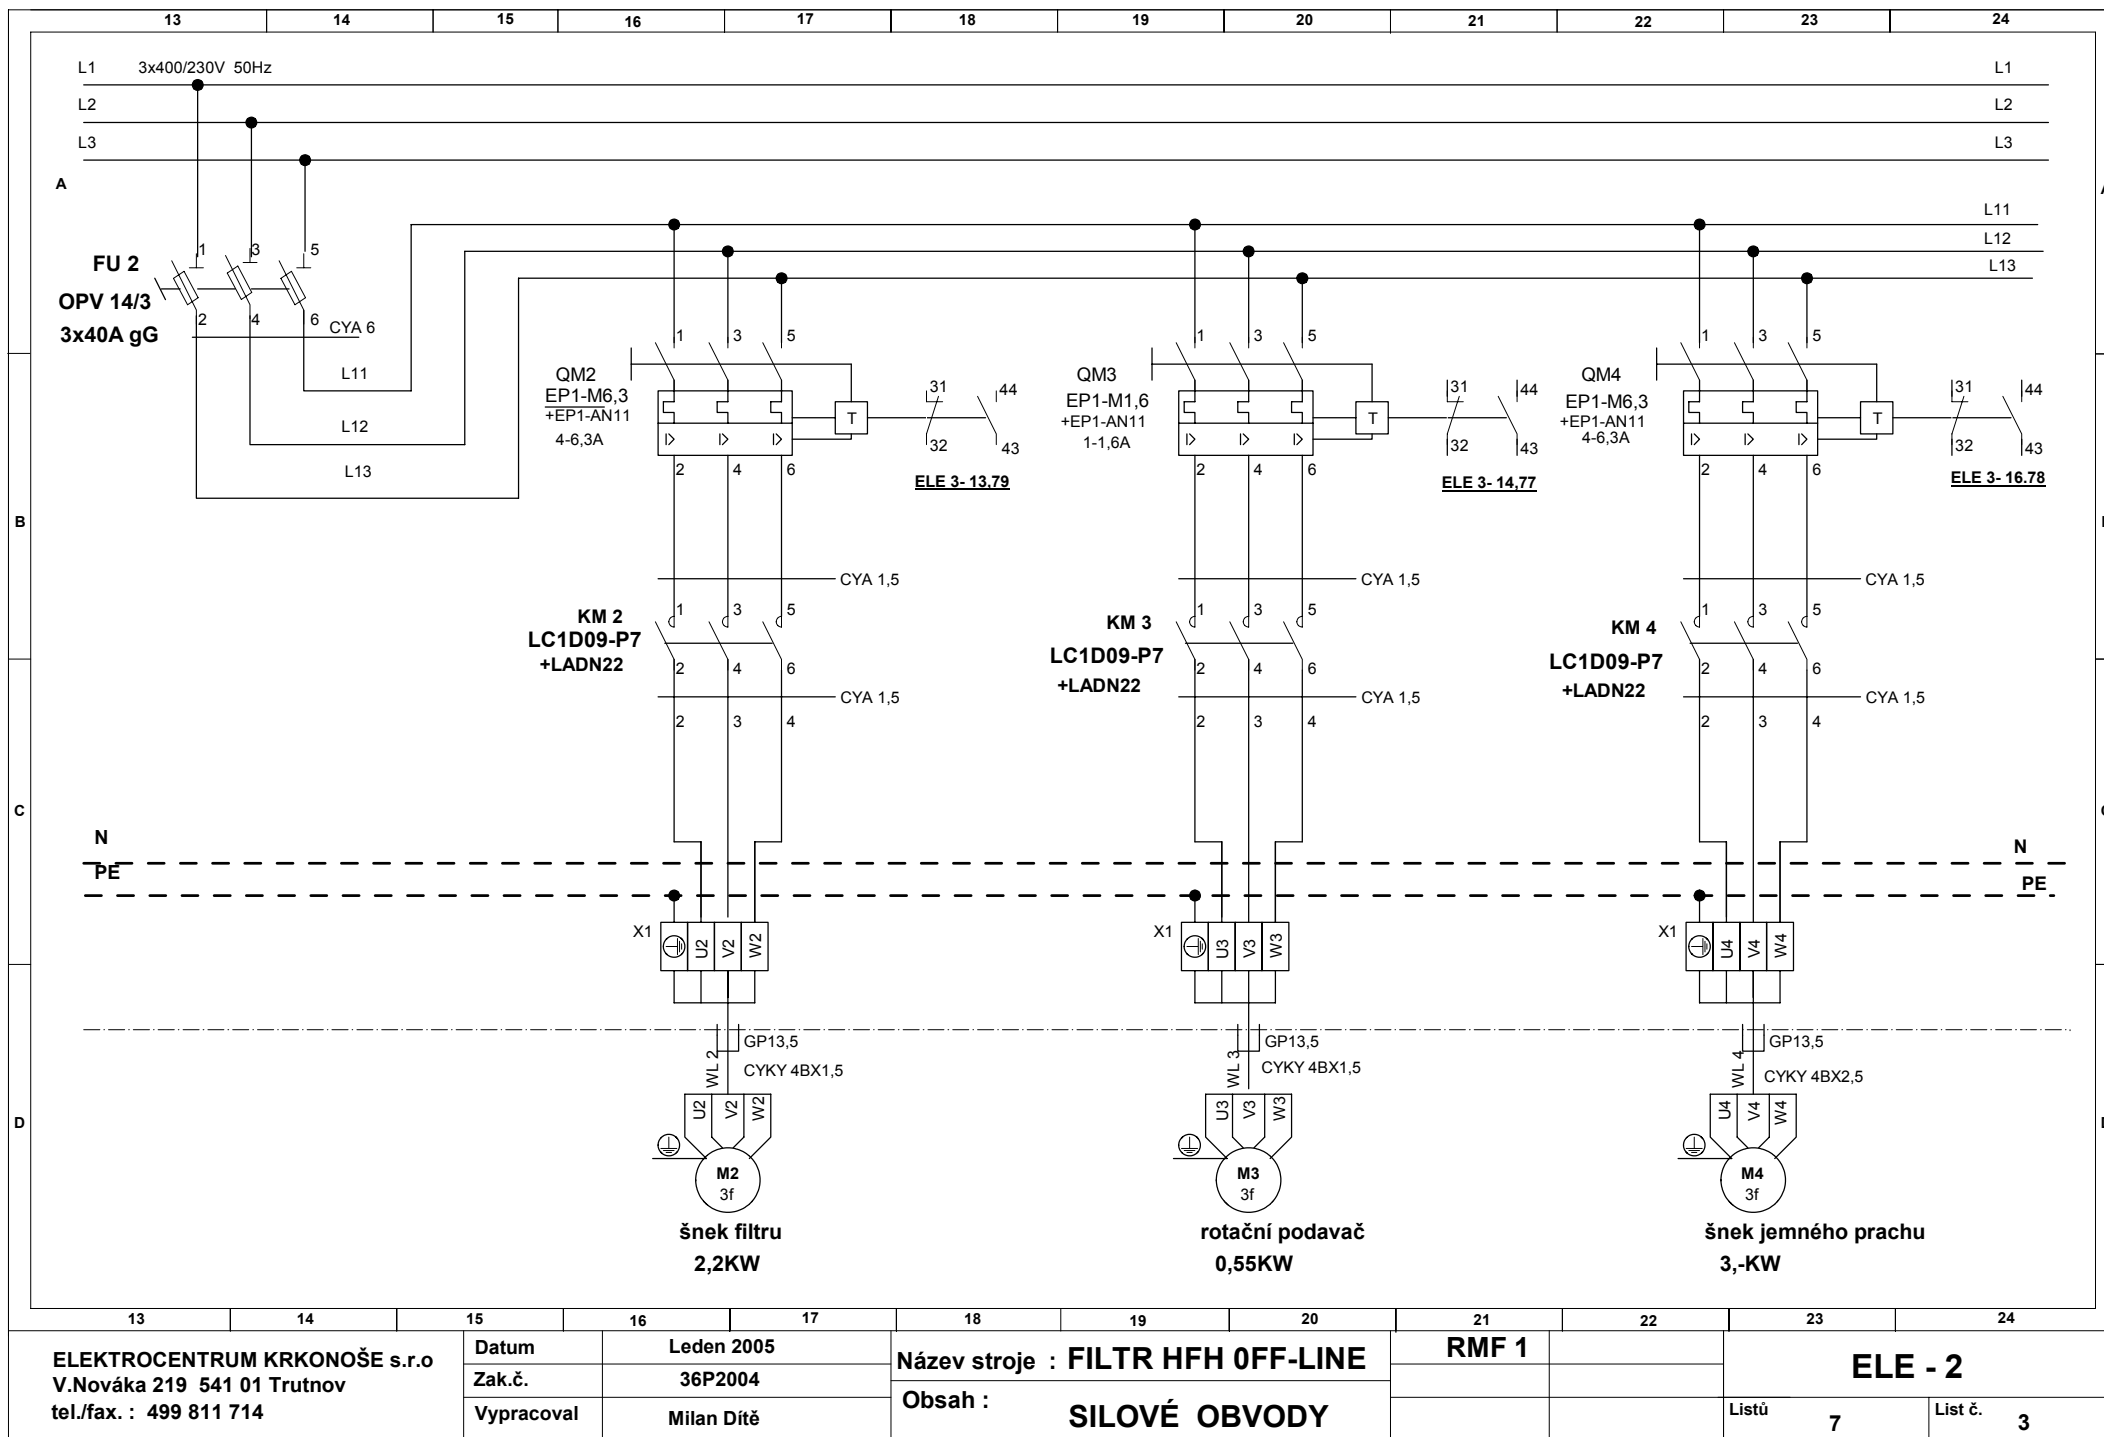 13 14 15 16 17 18 19 20 21 22 23 24
L1 3x400/230V 50Hz L1
L2 L2
L3 L3
A
L11
L12
L13
FU 2
OPV 14/3
3x40A gG
1 3 5
2 4 6
CYA 6
L11
L12
L13
QM2
EP1-M6,3
+EP1-AN11
4-6,3A
1 3 5
I> I> I>
T
2 4 6
31 44
32 43
ELE 3- 13,79
QM3
EP1-M1,6
+EP1-AN11
1-1,6A
1 3 5
I> I> I>
T
2 4 6
31 44
32 43
ELE 3- 14,77
QM4
EP1-M6,3
+EP1-AN11
4-6,3A
1 3 5
I> I> I>
T
2 4 6
31 44
32 43
ELE 3- 16.78
B
CYA 1,5
CYA 1,5
CYA 1,5
KM 2
LC1D09-P7
+LADN22
1 3 5
2 4 6
CYA 1,5
2 3 4
KM 3
LC1D09-P7
+LADN22
1 3 5
2 4 6
CYA 1,5
2 3 4
KM 4
LC1D09-P7
+LADN22
1 3 5
2 4 6
CYA 1,5
2 3 4
C
N N
PE PE
X1 U2 V2 W2
X1 U3 V3 W3
X1 U4 V4 W4
D
GP13,5
WL 2
CYKY 4BX1,5
U2 V2 W2
M2
3f
šnek filtru
2,2KW
GP13,5
WL 3
CYKY 4BX1,5
U3 V3 W3
M3
3f
rotační podavač
0,55KW
GP13,5
WL 4
CYKY 4BX2,5
U4 V4 W4
M4
3f
šnek jemného prachu
3,-KW
13 14 15 16 17 18 19 20 21 22 23 24
ELEKTROCENTRUM KRKONOŠE s.r.o
V.Nováka 219 541 01 Trutnov
tel./fax. : 499 811 714
Datum Leden 2005
Zak.č. 36P2004
Vypracoval Milan Dítě
Název stroje : FILTR HFH 0FF-LINE
Obsah :
SILOVÉ OBVODY
RMF 1
ELE - 2
Listů 7
List č. 3